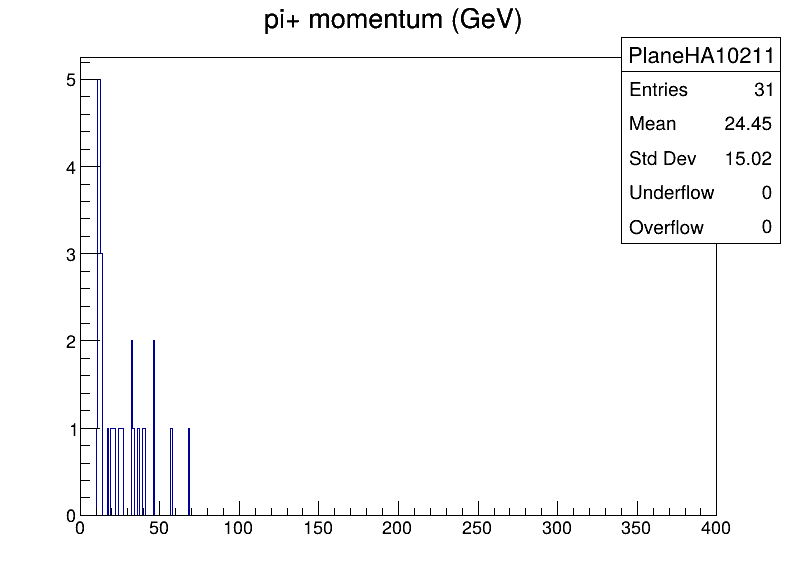 pi+ momentum (GeV)
PlaneHA10211
Entries 31
Mean 24.45
Std Dev 15.02
Underflow 0
Overflow 0
5
4
3
2
1
0
0 50 100 150 200 250 300 350 400